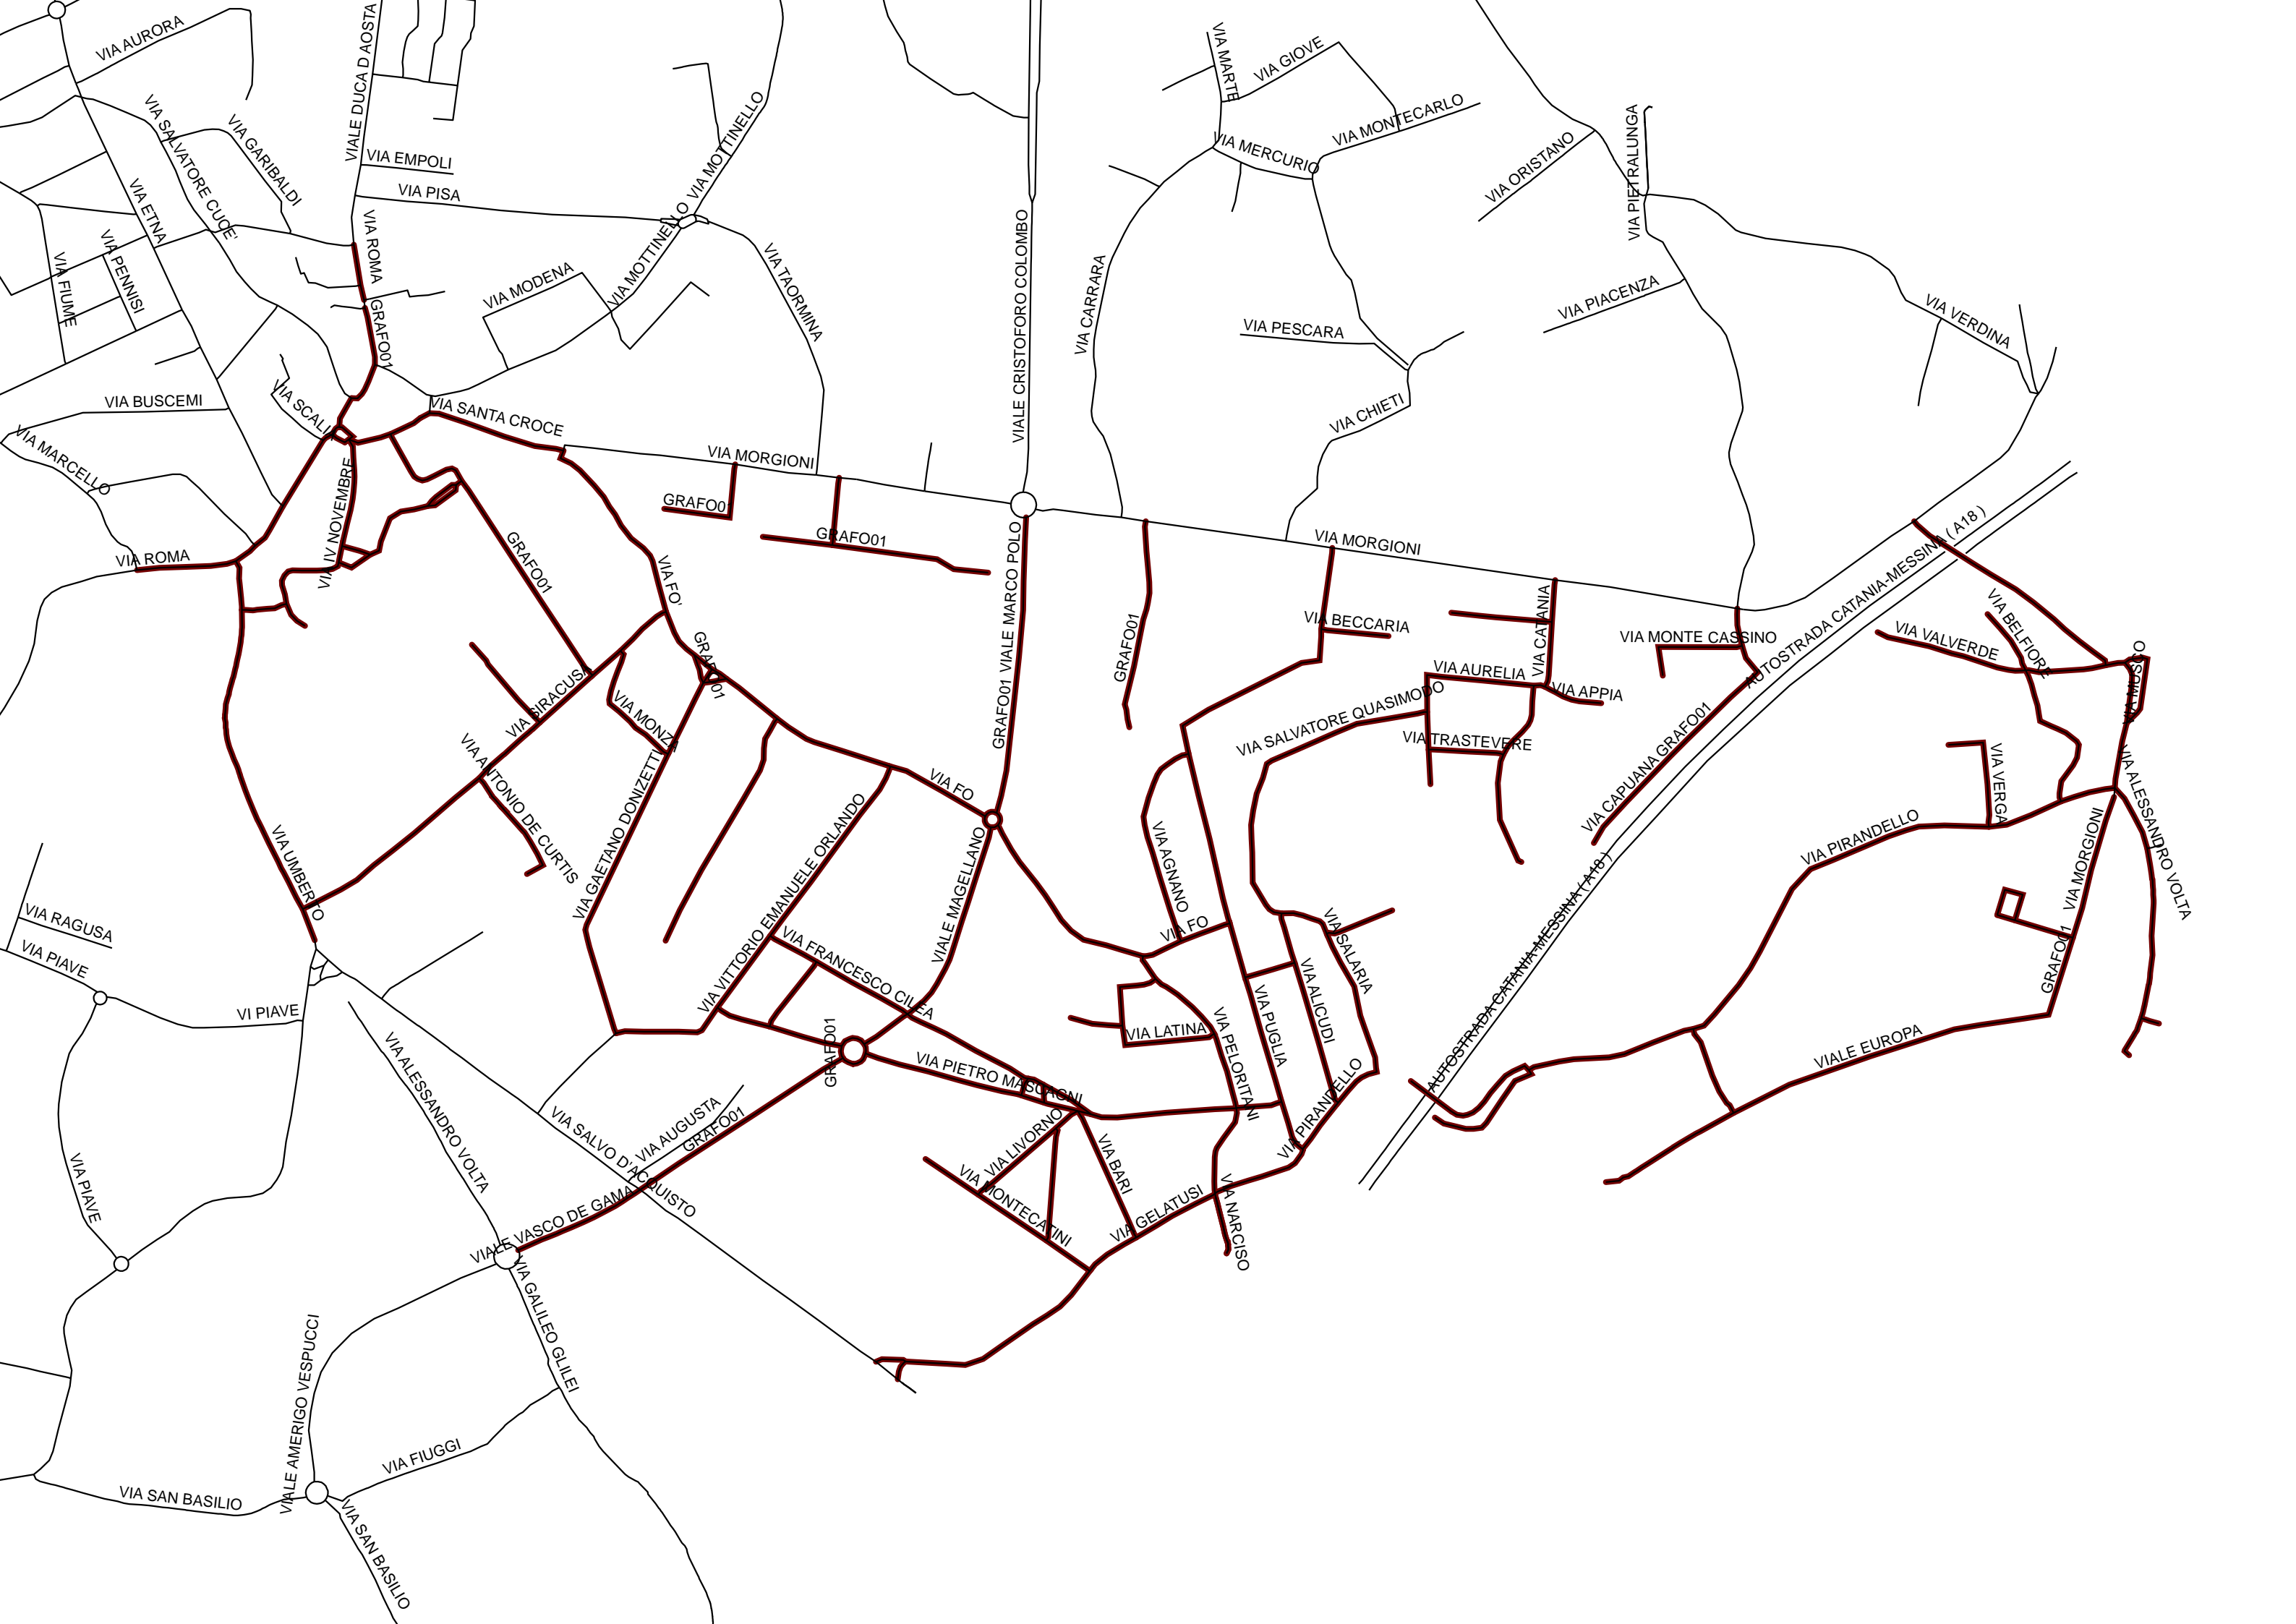 VIA AURORA
VIALE DUCA D AOSTA
VIA MARTE
VIA GIOVE
VIA SALVATORE CUOE'
VIA GARIBALDI
VIA EMPOLI
VIA MOTTINELLO
VIA MONTECARLO
VIA MERCURIO
VIA ORISTANO
VIA PIETRALUNGA
VIA ETNA
VIA PISA
VIA ROMA
VIA MOTTINELLO
VIALE CRISTOFORO COLOMBO
VIA PENNISI
VIA FIUME
VIA MODENA
VIA TAORMINA
VIA CARRARA
VIA PIACENZA
VIA VERDINA
GRAFO01
VIA PESCARA
VIA BUSCEMI
VIA SCALI
VIA SANTA CROCE
VIA CHIETI
VIA MARCELLO
VIA MORGIONI
VIA IV NOVEMBRE
GRAFO01
GRAFO01
VIA ROMA
GRAFO01
VIA FO'
GRAFO01 VIALE MARCO POLO
VIA MORGIONI
AUTOSTRADA CATANIA-MESSINA ( A18 )
VIA BECCARIA
VIA CATANIA
VIA MONTE CASSINO
VIA BELFIORE
VIA VALVERDE
VIA MUSCO
GRAFO01
GRAFO01
VIA AURELIA
VIA APPIA
VIA SIRACUSA
VIA MONZA
VIA SALVATORE QUASIMODO
VIA TRASTEVERE
VIA CAPUANA GRAFO01
VIA ANTONIO DE CURTIS
VIA GAETANO DONIZETTI
VIA FO
VIA VERGA
VIA ALESSANDRO VOLTA
VIA UMBERTO
VIA VITTORIO EMANUELE ORLANDO
VIALE MAGELLANO
VIA AGNANO
VIA PIRANDELLO
VIA MORGIONI
VIA RAGUSA
VIA PIAVE
VIA FRANCESCO CILEA
VIA FO
VIA SALARIA
AUTOSTRADA CATANIA-MESSINA ( A18 )
GRAFO01
VI PIAVE
VIA ALESSANDRO VOLTA
GRAFO01
VIA LATINA
VIA PELORITANI
VIA PUGLIA
VIA ALICUDI
VIALE EUROPA
VIA PIETRO MASCAGNI
VIA PIRANDELLO
VIA SALVO D'ACQUISTO
VIA AUGUSTA
GRAFO01
VIA LIVORNO
VIA BARI
VIA PIAVE
VIA MONTECATINI
VIA GELATUSI
VIA NARCISO
VIALE VASCO DE GAMA
VIA GALILEO GLILEI
VIALE AMERIGO VESPUCCI
VIA FIUGGI
VIA SAN BASILIO
VIA SAN BASILIO